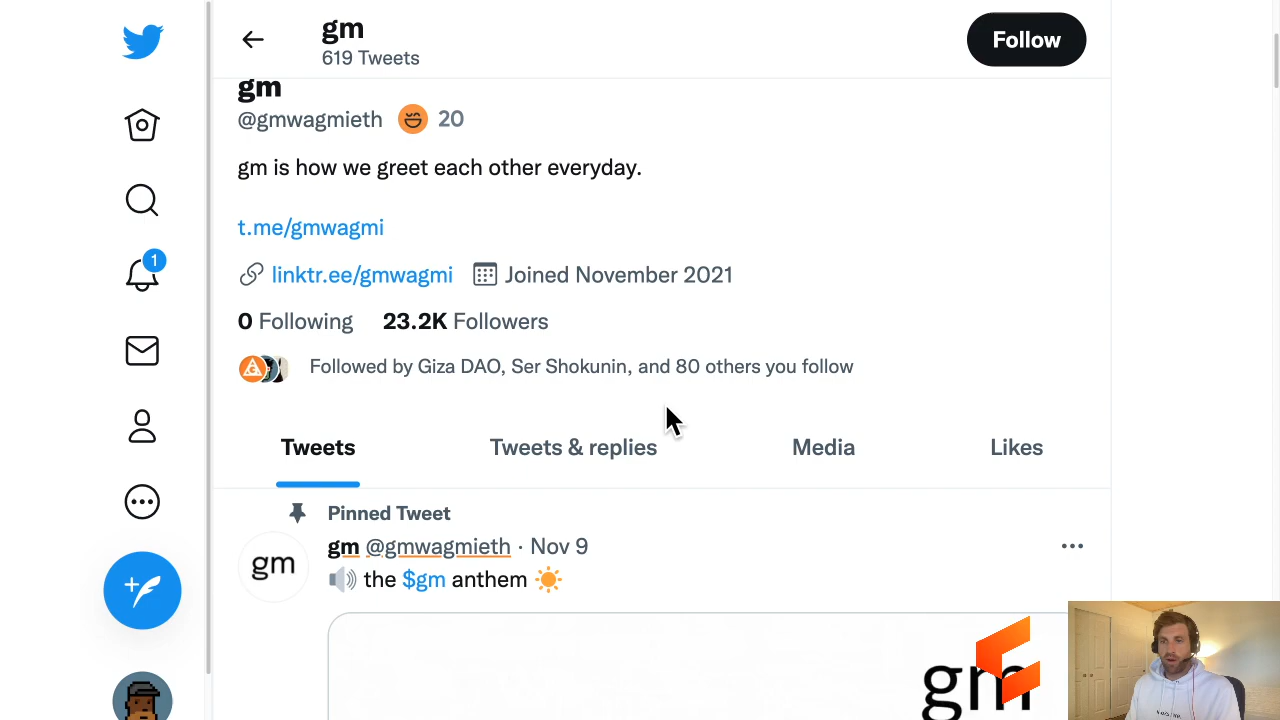 gm
619 Tweets
Follow
gm
@gmwagmieth 20
gm is how we greet each other everyday.
t.me/gmwagmi
1
linktr.ee/gmwagmi Joined November 2021
0 Following 23.2K Followers
Followed by Giza DAO, Ser Shokunin, and 80 others you follow
Tweets Tweets & replies Media Likes
Pinned Tweet
gm @gmwagmieth · Nov 9
gm
the $gm anthem
gm